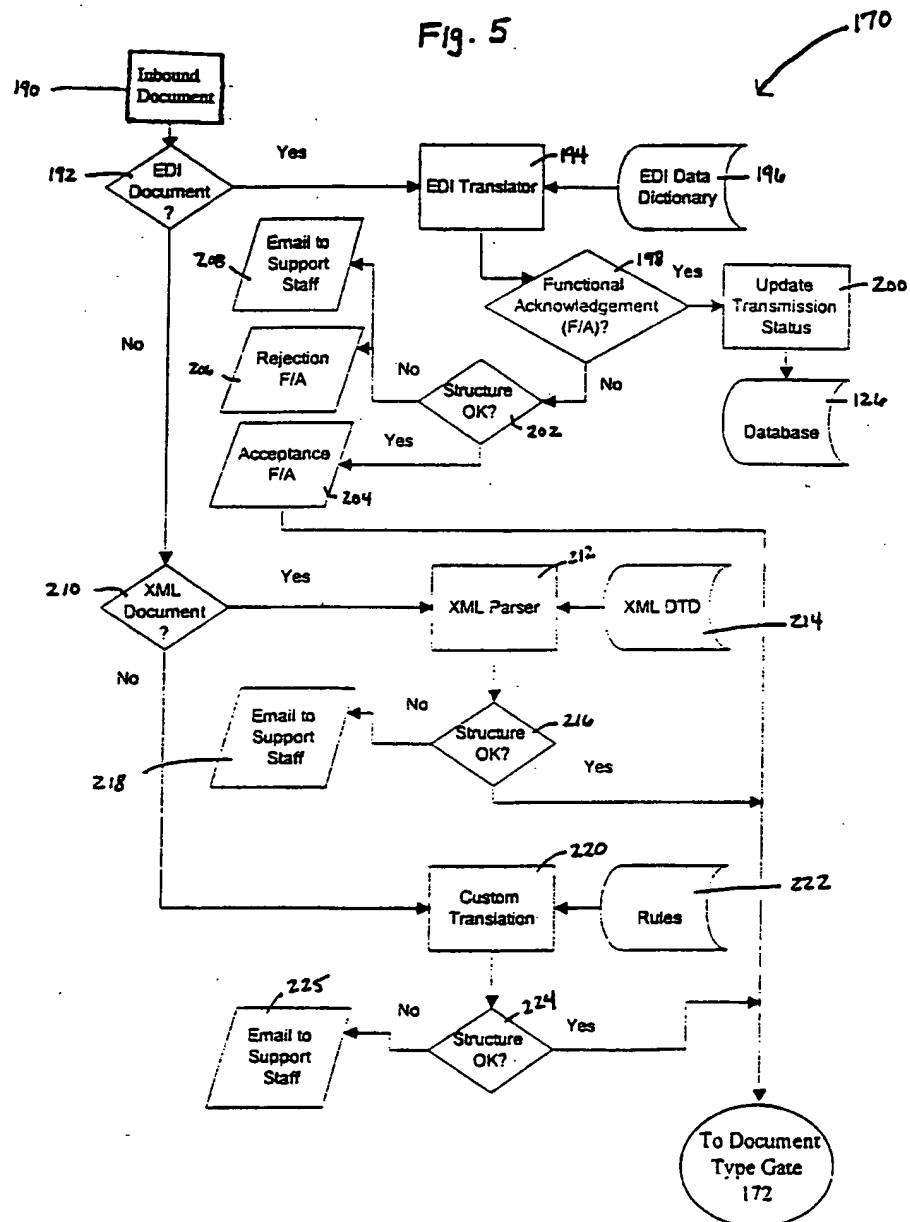 Fig. 5
170
190
Inbound
Document
192
EDI
Document
?
Yes
194
EDI Translator
196
EDI Data
Dictionary
208
Email to
Support
Staff
198
Functional
Acknowledgement
(F/A)?
Yes
200
Update
Transmission
Status
No
206
Rejection
F/A
No
Structure
OK?
202
No
126
Database
Yes
Acceptance
F/A
204
210
XML
Document
?
Yes
212
XML Parser
XML DTD
214
No
218
Email to
Support
Staff
No
Structure
OK?
216
Yes
220
Custom
Translation
222
Rules
225
Email to
Support
Staff
No
224
Structure
OK?
Yes
To Document
Type Gate
172